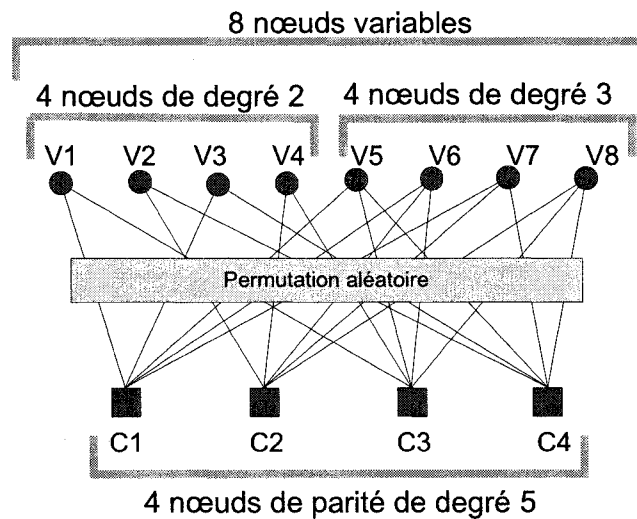 8 nœuds variables
4 nœuds de degré 2 4 nœuds de degré 3
V1 V2 V3 V4 V5 V6 V7 V8
Permutation aléatoire
C1 C2 C3 C4
4 nœuds de parité de degré 5